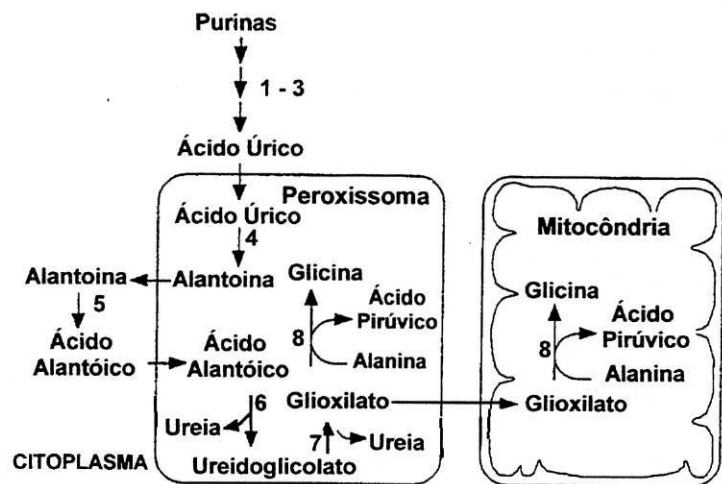 Purinas
1 - 3
Ácido Úrico
Peroxissoma
Ácido Úrico
4
Alantoina
Alantoina
5
Glicina
Ácido
Pirúvico
8
Alanina
Ácido
Alantóico
Ácido
Alantóico
6
Ureia
Glioxilato
7
Ureia
Ureidoglicolato
CITOPLASMA
Mitocôndria
Glicina
Ácido
Pirúvico
8
Alanina
Glioxilato